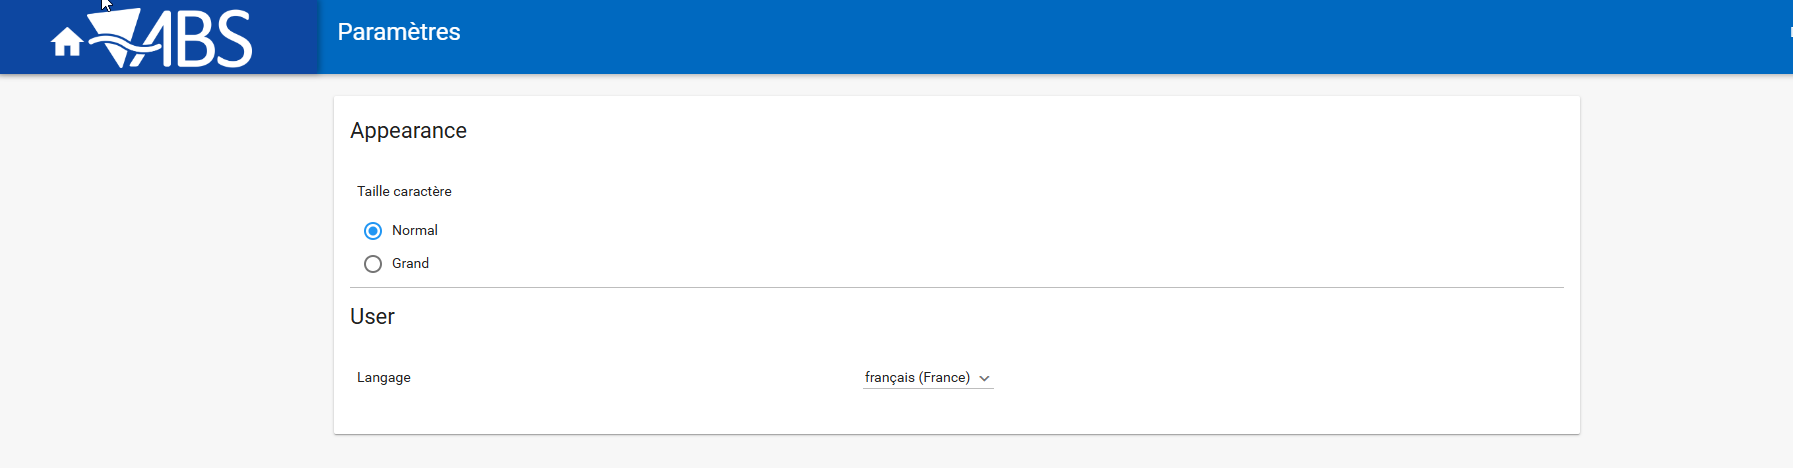 ABS
Paramètres
Appearance
Taille caractère
Normal
Grand
User
Langage
français (France)